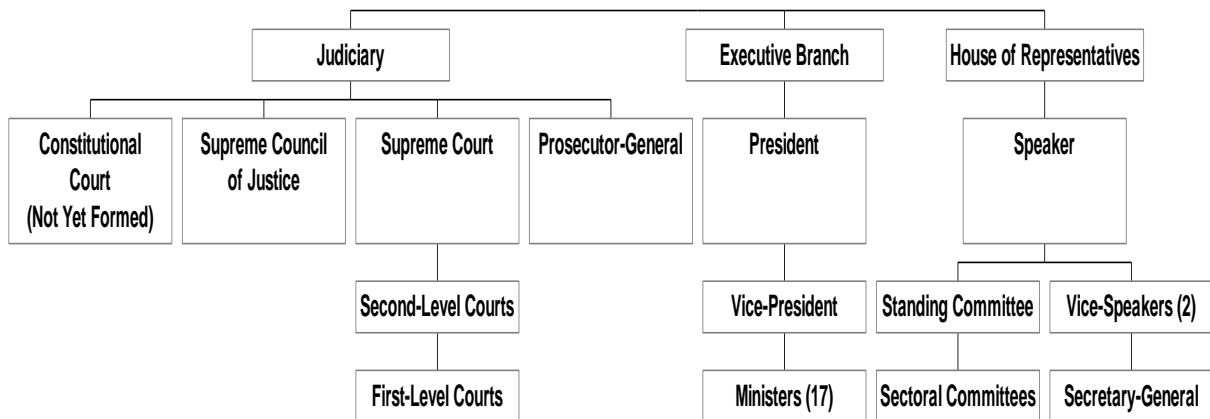 Judiciary
Executive Branch
House of Representatives
Constitutional
Court
(Not Yet Formed)
Supreme Council
of Justice
Supreme Court
Prosecutor-General
President
Speaker
Second-Level Courts
Vice-President
Standing Committee
Vice-Speakers (2)
First-Level Courts
Ministers (17)
Sectoral Committees
Secretary-General